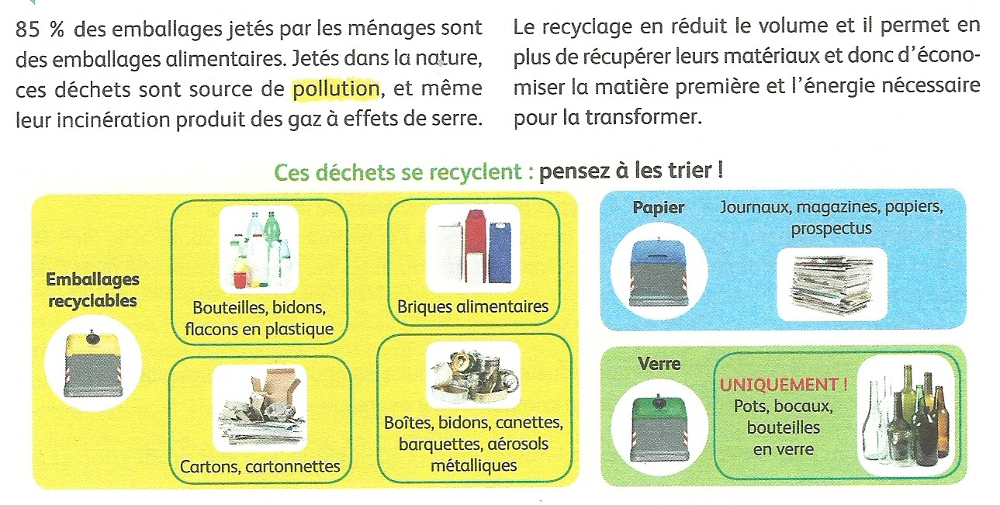 85 % des emballages jetés par les ménages sont
des emballages alimentaires. Jetés dans la nature,
ces déchets sont source de pollution, et même
leur incinération produit des gaz à effets de serre.
Le recyclage en réduit le volume et il permet en
plus de récupérer leurs matériaux et donc d'écono-
miser la matière première et l'énergie nécessaire
pour la transformer.
Ces déchets se recyclent : pensez à les trier !
Emballages
recyclables
Bouteilles, bidons,
flacons en plastique
Briques alimentaires
Cartons, cartonnettes
Boîtes, bidons, canettes,
barquettes, aérosols
métalliques
Papier
Journaux, magazines, papiers,
prospectus
Verre
UNIQUEMENT !
Pots, bocaux,
bouteilles
en verre